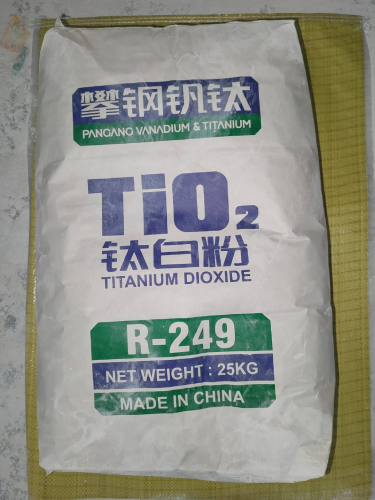 攀钢钒钛
PANGANG VANADIUM & TITANIUM
TiO2
钛白粉
TITANIUM DIOXIDE
R-249
NET WEIGHT : 25KG
MADE IN CHINA